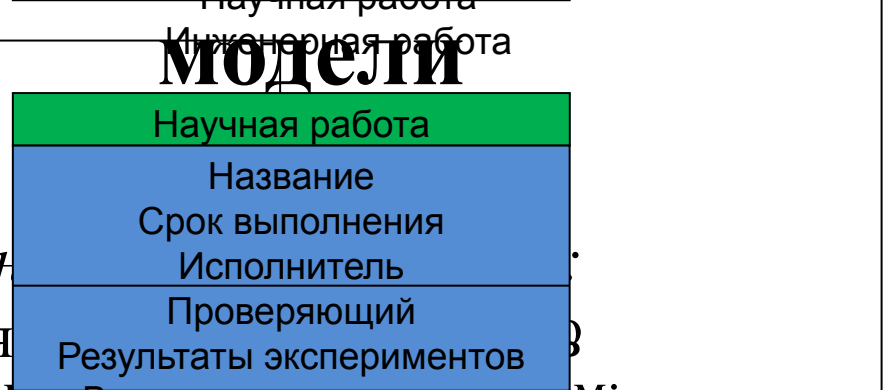 Научная работа
Инженерная работа
модели
Научная работа
Название
Срок выполнения
Исполнитель
Проверяющий
Результаты экспериментов